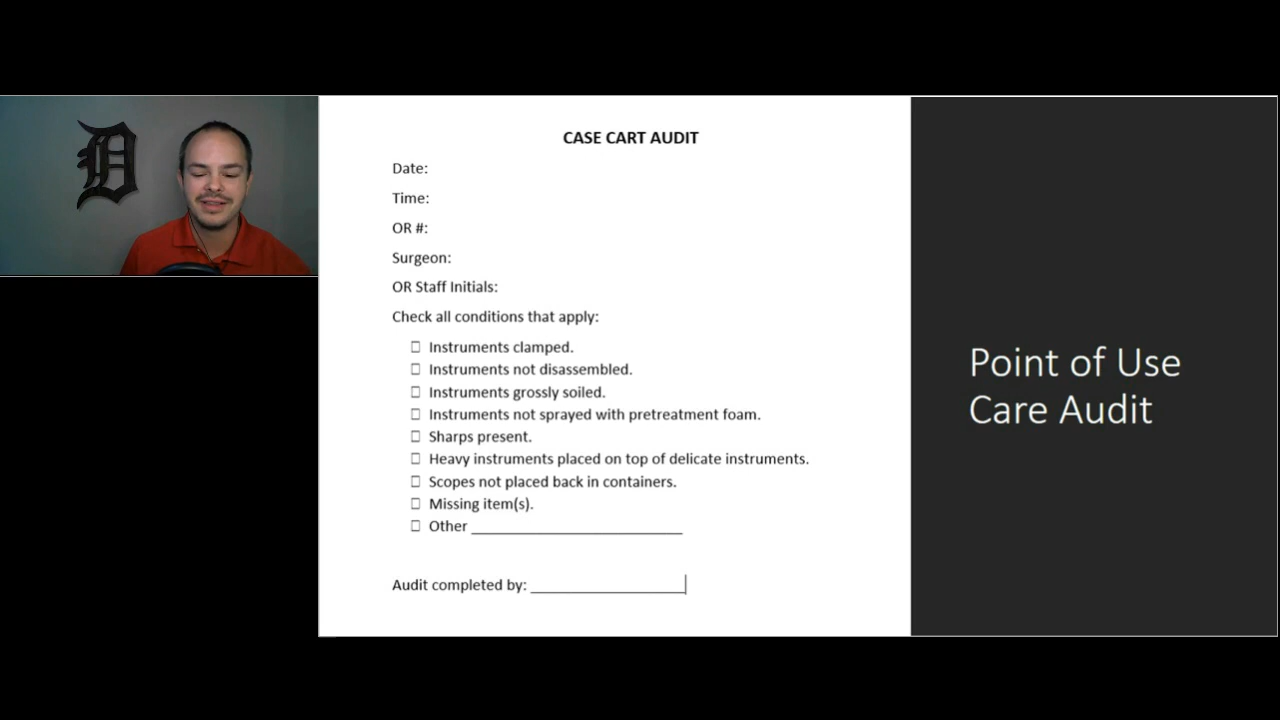 D
CASE CART AUDIT
Date:
Time:
OR #:
Surgeon:
OR Staff Initials:
Check all conditions that apply:
☐ Instruments clamped.
☐ Instruments not disassembled.
☐ Instruments grossly soiled.
☐ Instruments not sprayed with pretreatment foam.
☐ Sharps present.
☐ Heavy instruments placed on top of delicate instruments.
☐ Scopes not placed back in containers.
☐ Missing item(s).
☐ Other _________________________
Audit completed by: __________________
Point of Use
Care Audit